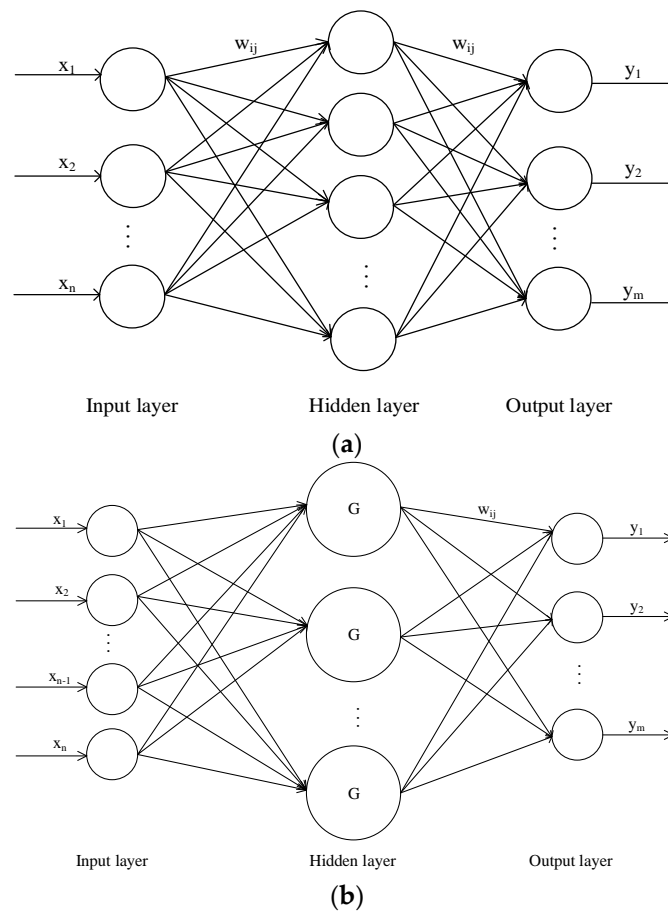 w_ij w_ij
x_1 y_1
x_2 y_2
⋮ ⋮ ⋮
x_n y_m
Input layer Hidden layer Output layer
(a)
G
x_1 w_ij y_1
x_2 y_2
G
⋮ ⋮ ⋮
x_n-1
y_m
x_n
G
Input layer Hidden layer Output layer
(b)